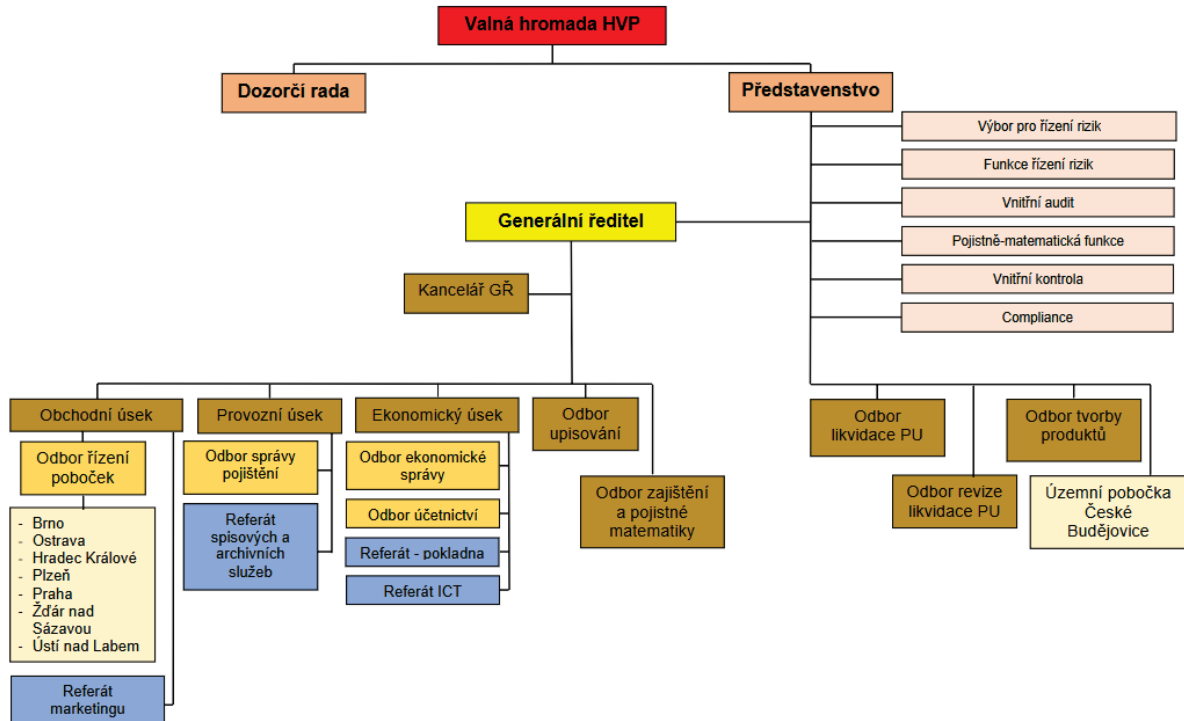 Valná hromada HVP
Dozorčí rada
Představenstvo
Výbor pro řízení rizik
Funkce řízení rizik
Vnitřní audit
Generální ředitel
Pojistně-matematická funkce
Kancelář GŘ
Vnitřní kontrola
Compliance
Obchodní úsek
Odbor řízení
poboček
- Brno
- Ostrava
- Hradec Králové
- Plzeň
- Praha
- Žďár nad
Sázavou
- Ústí nad Labem
Referát
marketingu
Provozní úsek
Odbor správy
pojištění
Referát
spisových a
archivních
služeb
Ekonomický úsek
Odbor ekonomické
správy
Odbor účetnictví
Referát - pokladna
Referát ICT
Odbor
upisování
Odbor zajištění
a pojistné
matematiky
Odbor
likvidace PU
Odbor revize
likvidace PU
Odbor tvorby
produktů
Územní pobočka
České
Budějovice